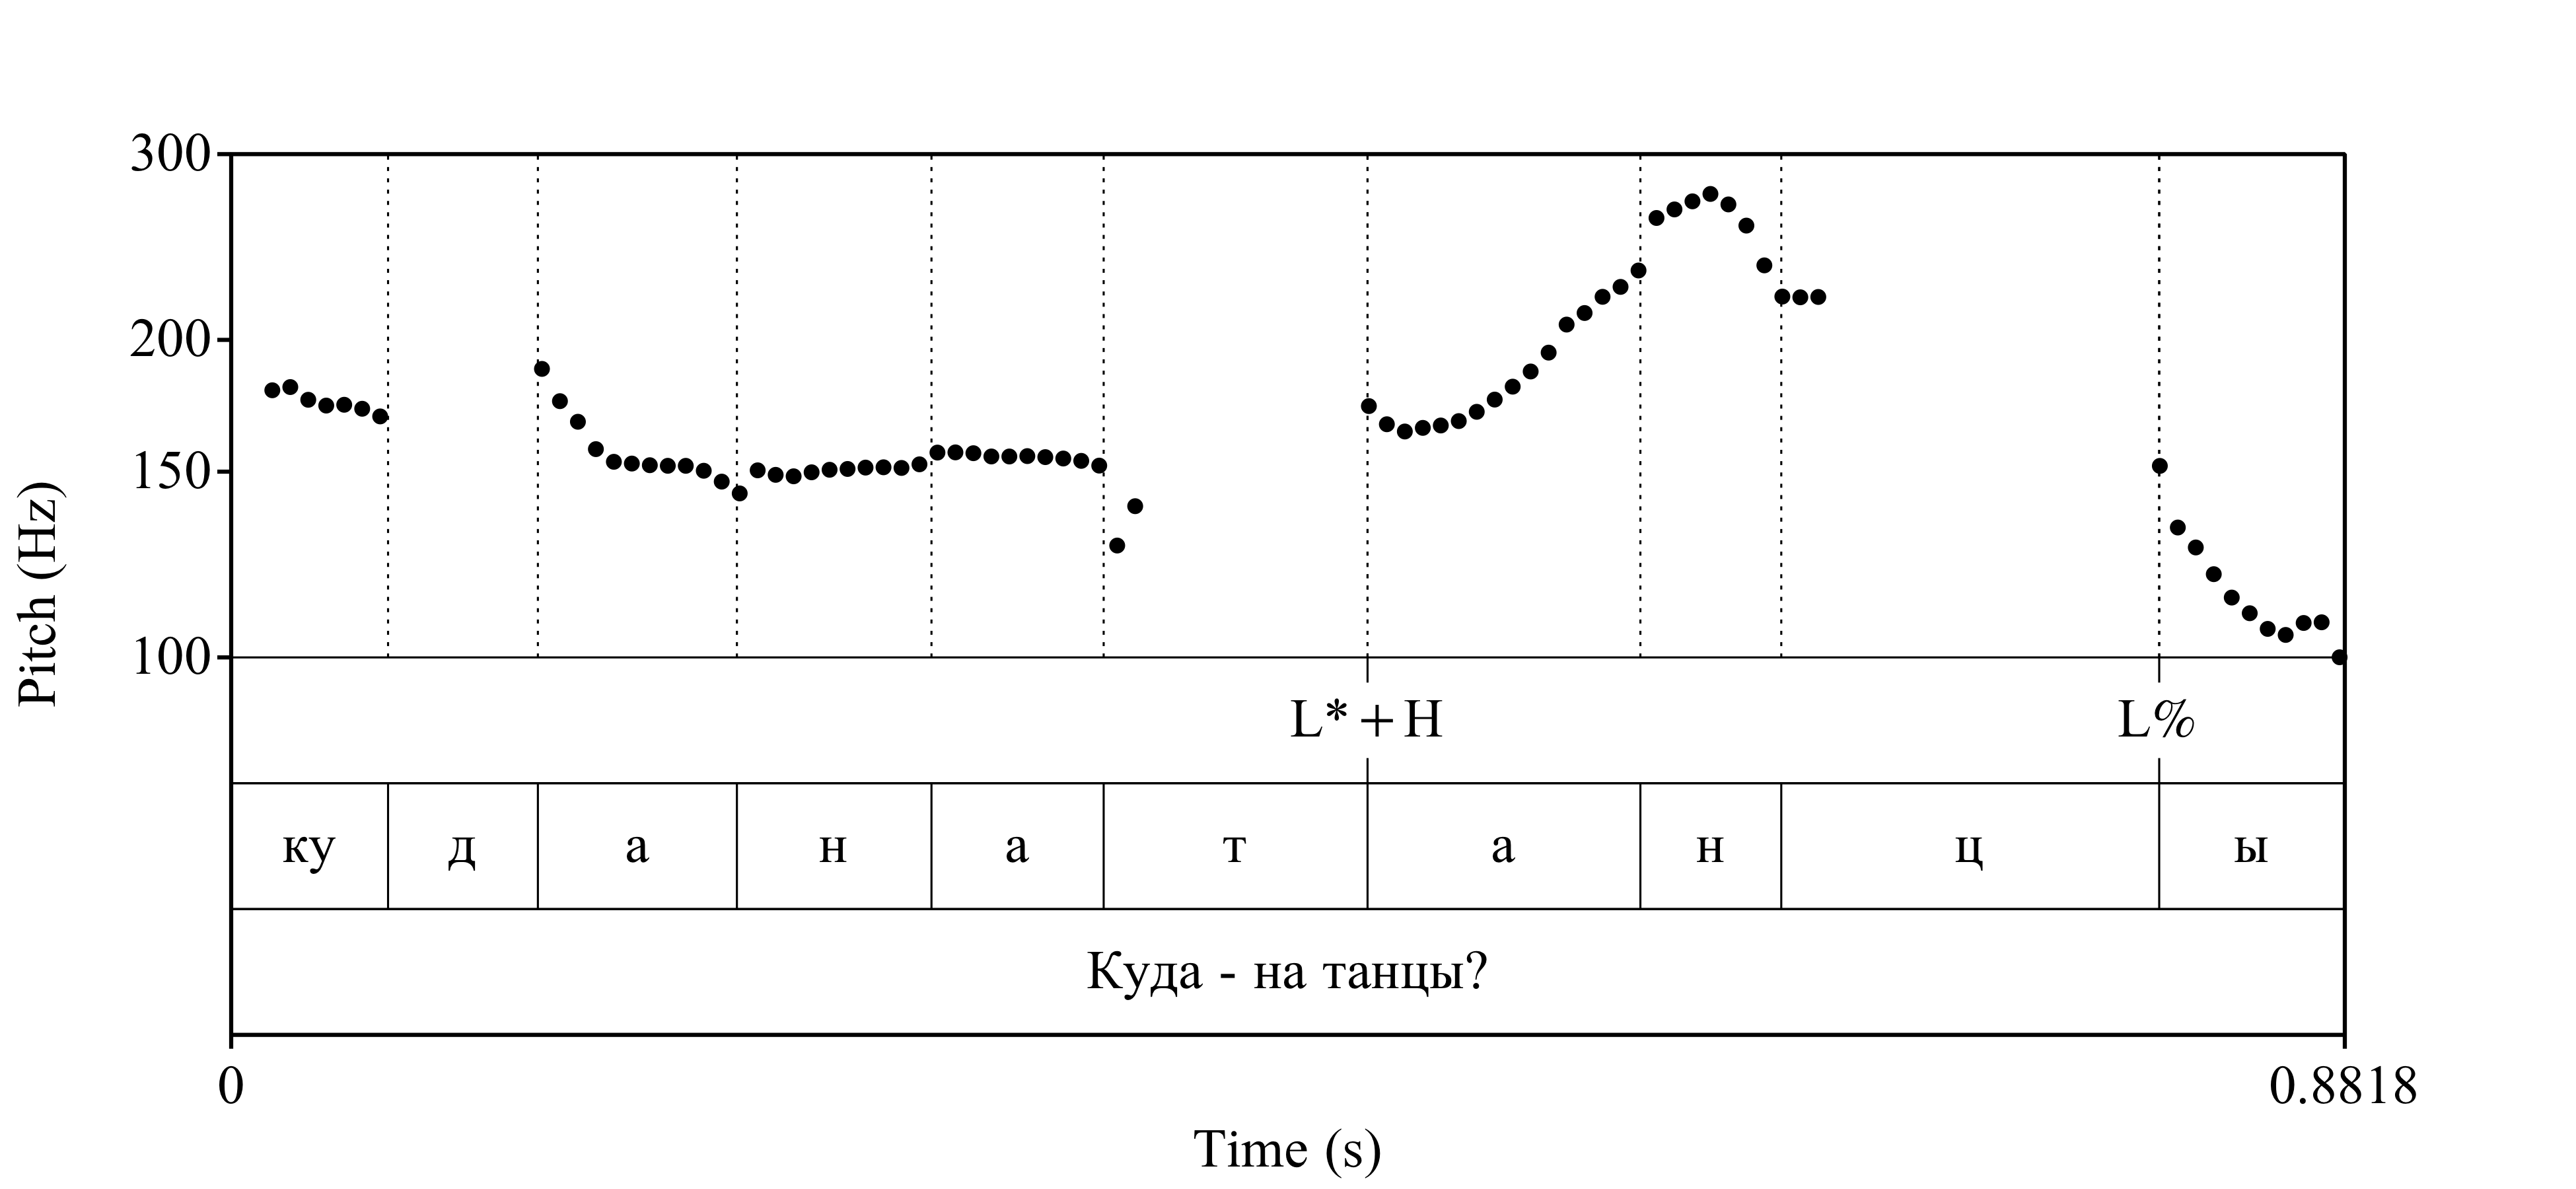 300
200
150
100
Pitch (Hz)
L*+H L%
ку д а н а т а н ц ы
Куда - на танцы?
0 0.8818
Time (s)